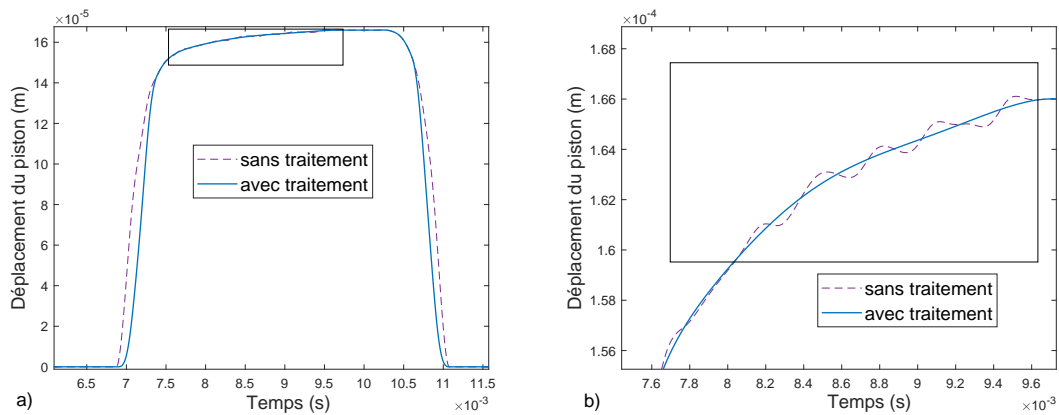 ×10⁻⁵
16
14
12
10
8
6
4
2
0
Déplacement du piston (m)
sans traitement
avec traitement
6.5 7 7.5 8 8.5 9 9.5 10 10.5 11 11.5
Temps (s)
×10⁻³
a)
×10⁻⁴
1.68
1.66
1.64
1.62
1.6
1.58
1.56
Déplacement du piston (m)
sans traitement
avec traitement
7.6 7.8 8 8.2 8.4 8.6 8.8 9 9.2 9.4 9.6
Temps (s)
×10⁻³
b)